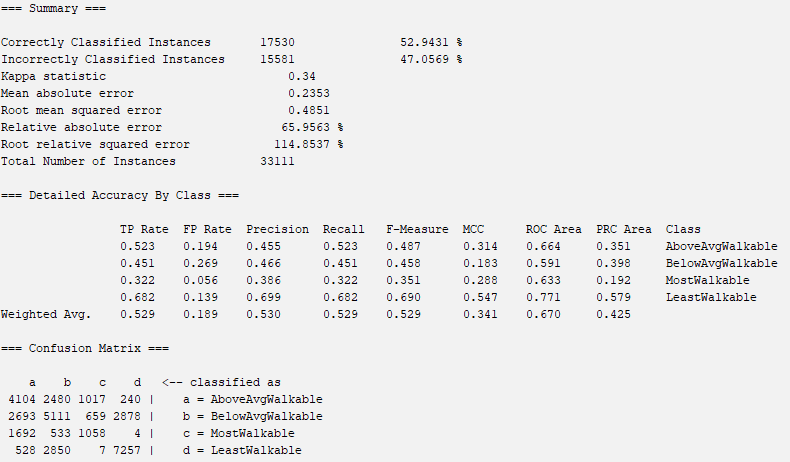 === Summary ===
Correctly Classified Instances 17530 52.9431 %
Incorrectly Classified Instances 15581 47.0569 %
Kappa statistic 0.34
Mean absolute error 0.2353
Root mean squared error 0.4851
Relative absolute error 65.9563 %
Root relative squared error 114.8537 %
Total Number of Instances 33111
=== Detailed Accuracy By Class ===
TP Rate FP Rate Precision Recall F-Measure MCC ROC Area PRC Area Class
0.523 0.194 0.455 0.523 0.487 0.314 0.664 0.351 AboveAvgWalkable
0.451 0.269 0.466 0.451 0.458 0.183 0.591 0.398 BelowAvgWalkable
0.322 0.056 0.386 0.322 0.351 0.288 0.633 0.192 MostWalkable
0.682 0.139 0.699 0.682 0.690 0.547 0.771 0.579 LeastWalkable
Weighted Avg. 0.529 0.189 0.530 0.529 0.529 0.341 0.670 0.425
=== Confusion Matrix ===
a b c d <-- classified as
4104 2480 1017 240 | a = AboveAvgWalkable
2693 5111 659 2878 | b = BelowAvgWalkable
1692 533 1058 4 | c = MostWalkable
528 2850 7 7257 | d = LeastWalkable